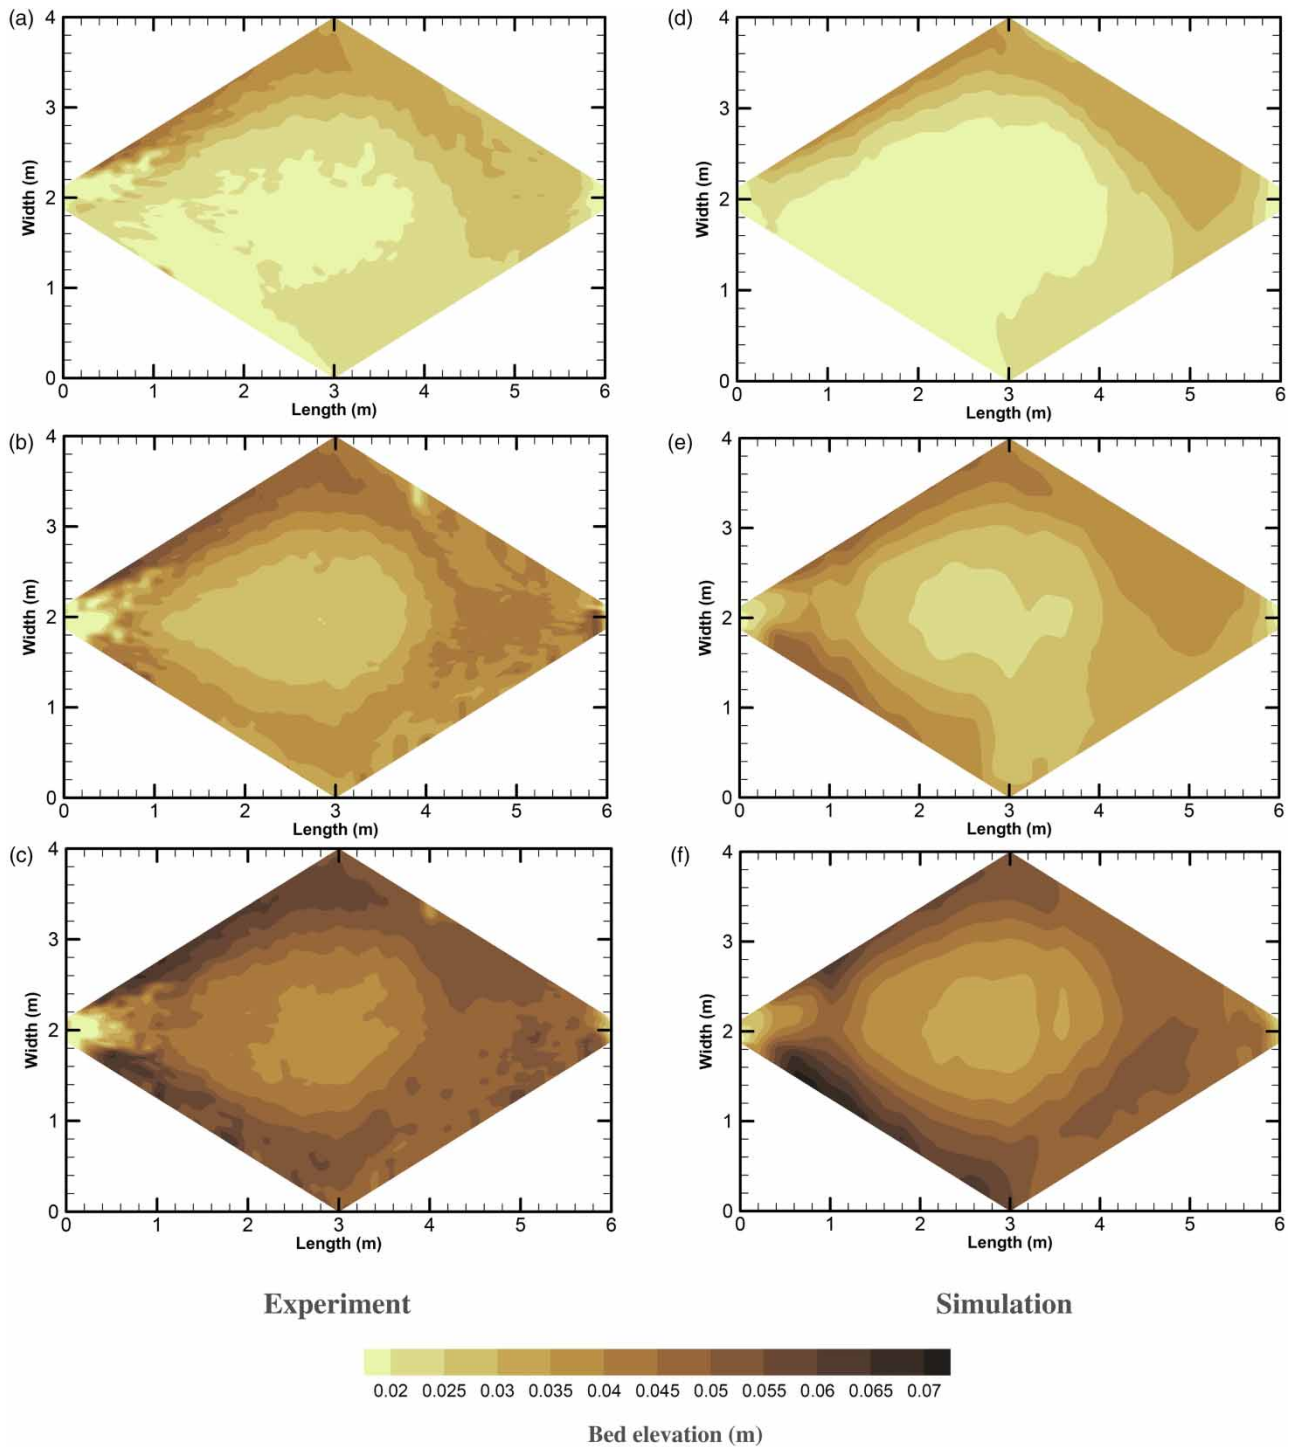 (a)
4
3
2
1
0
Width (m)
0 1 2 3 4 5 6
Length (m)
(d)
4
3
2
1
0
Width (m)
0 1 2 3 4 5 6
Length (m)
(b)
4
3
2
1
0
Width (m)
0 1 2 3 4 5 6
Length (m)
(e)
4
3
2
1
0
Width (m)
0 1 2 3 4 5 6
Length (m)
(c)
4
3
2
1
0
Width (m)
0 1 2 3 4 5 6
Length (m)
(f)
4
3
2
1
0
Width (m)
0 1 2 3 4 5 6
Length (m)
Experiment
Simulation
0.02 0.025 0.03 0.035 0.04 0.045 0.05 0.055 0.06 0.065 0.07
Bed elevation (m)